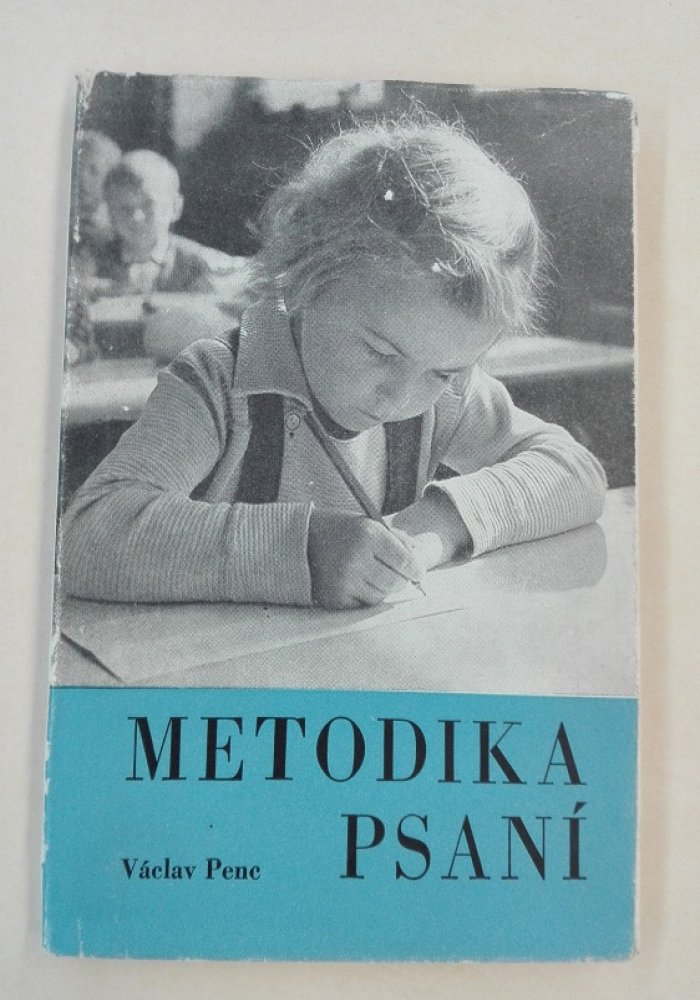 METODIKA
PSANÍ
Václav Penc